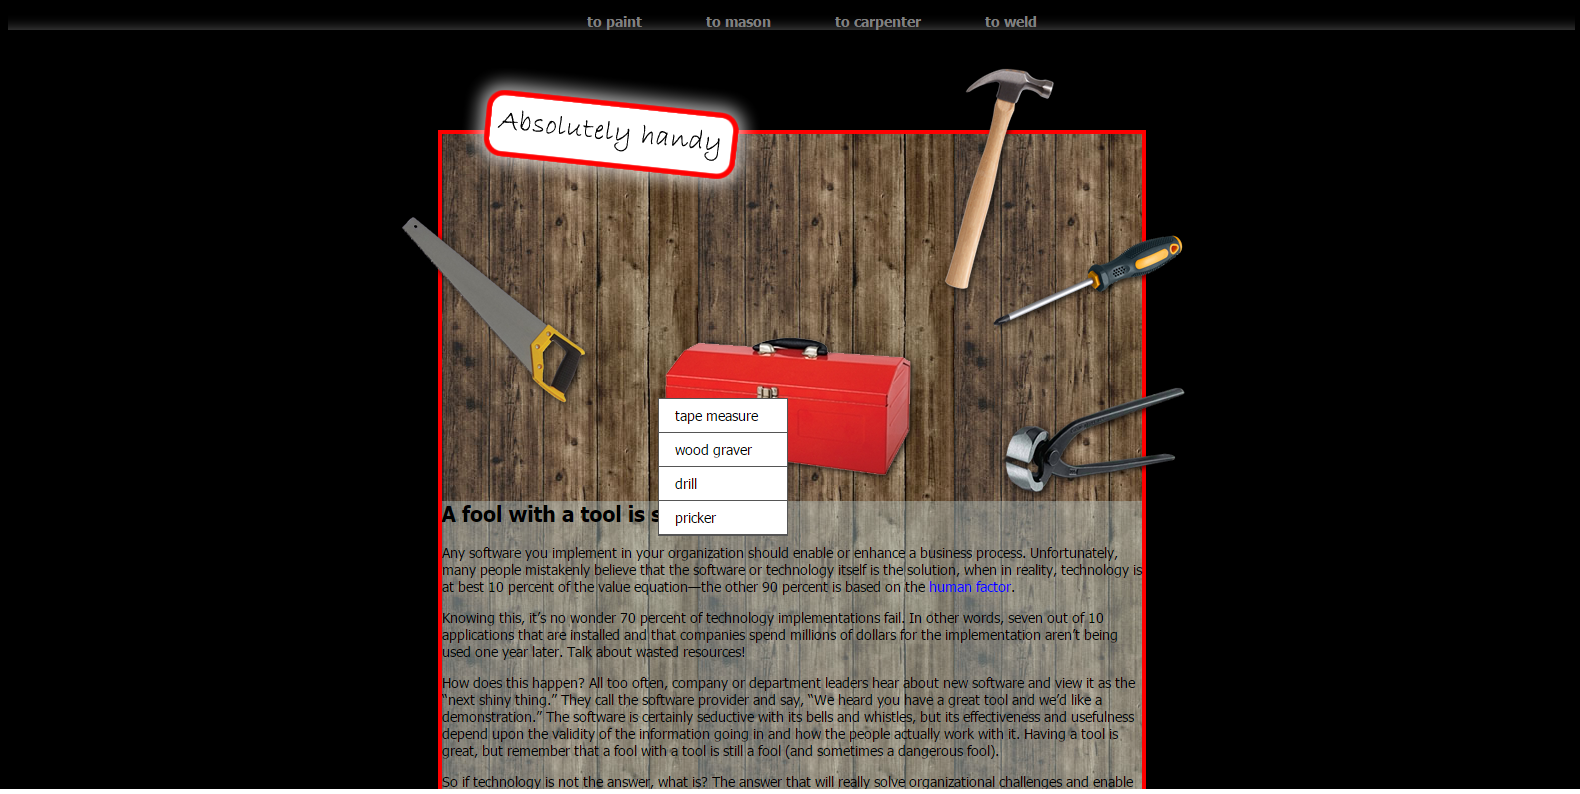 to paint to mason to carpenter to weld
Absolutely handy
tape measure
wood graver
drill
pricker
A fool with a tool is s
Any software you implement in your organization should enable or enhance a business process. Unfortunately,
many people mistakenly believe that the software or technology itself is the solution, when in reality, technology is
at best 10 percent of the value equation—the other 90 percent is based on the human factor.
Knowing this, it’s no wonder 70 percent of technology implementations fail. In other words, seven out of 10
applications that are installed and that companies spend millions of dollars for the implementation aren’t being
used one year later. Talk about wasted resources!
How does this happen? All too often, company or department leaders hear about new software and view it as the
“next shiny thing.” They call the software provider and say, “We heard you have a great tool and we’d like a
demonstration.” The software is certainly seductive with its bells and whistles, but its effectiveness and usefulness
depend upon the validity of the information going in and how the people actually work with it. Having a tool is
great, but remember that a fool with a tool is still a fool (and sometimes a dangerous fool).
So if technology is not the answer, what is? The answer that will really solve organizational challenges and enable